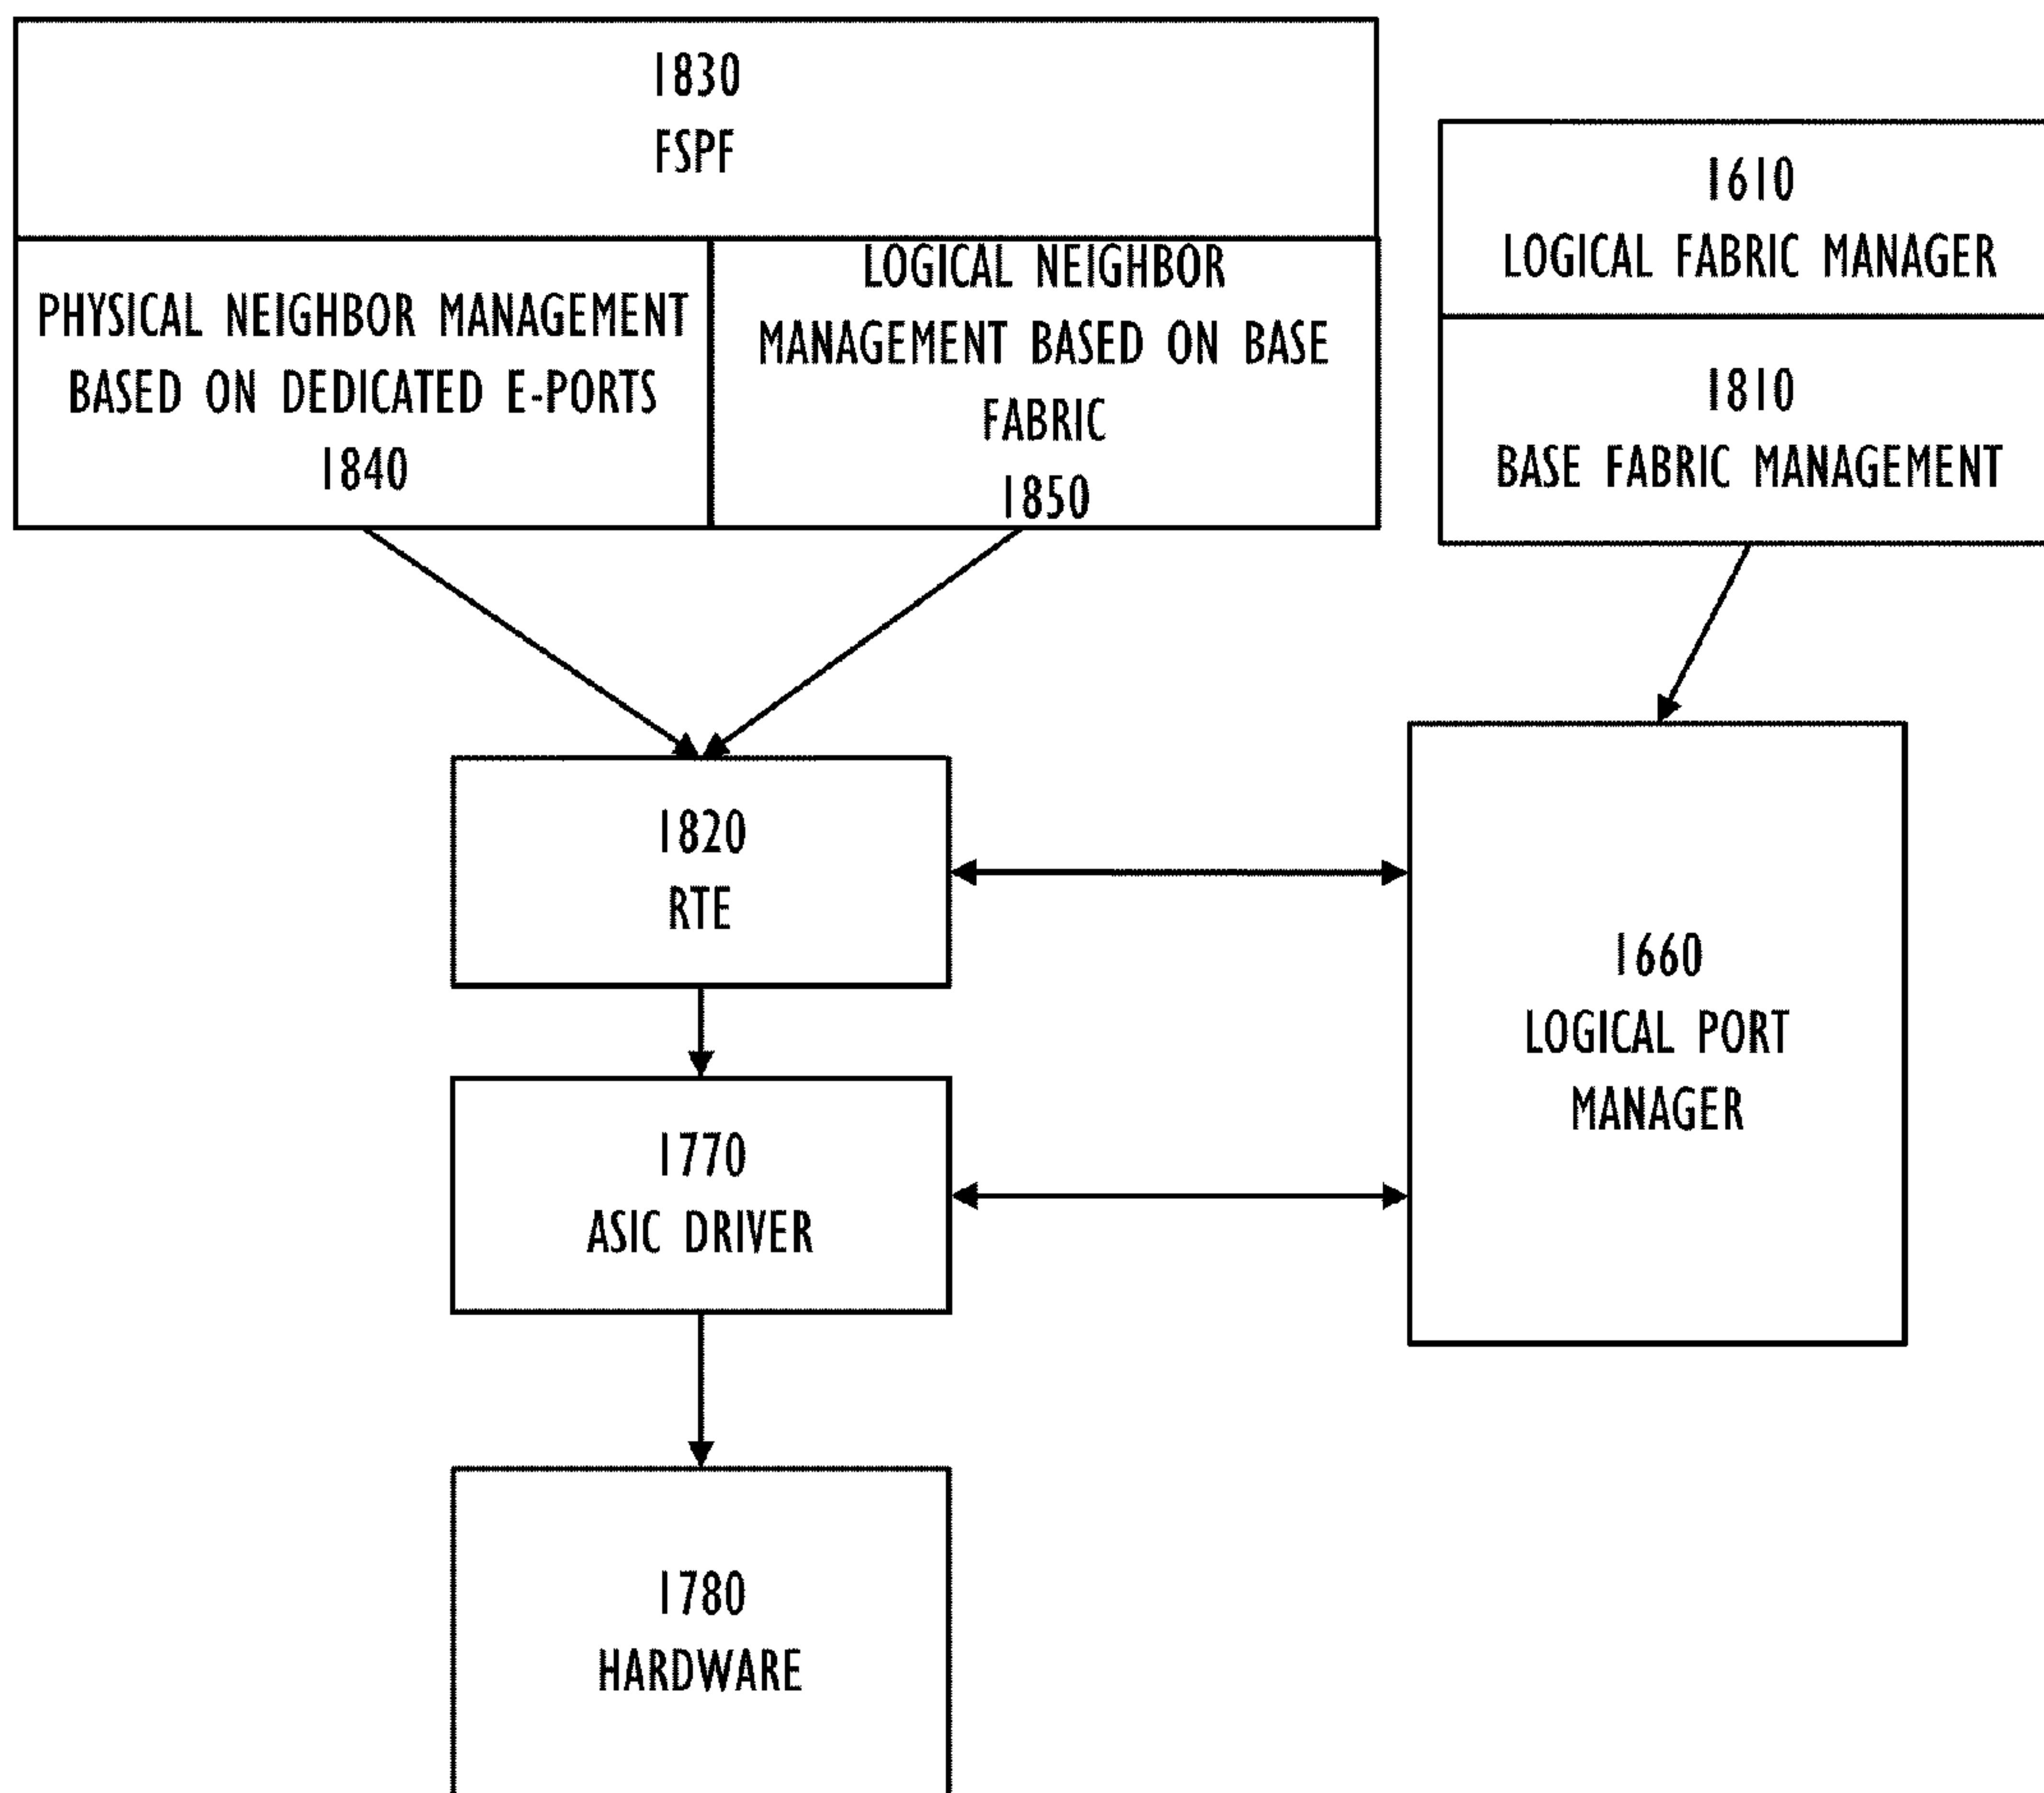 1830
FSPF
PHYSICAL NEIGHBOR MANAGEMENT
BASED ON DEDICATED E-PORTS
1840
LOGICAL NEIGHBOR
MANAGEMENT BASED ON BASE
FABRIC
1850
1610
LOGICAL FABRIC MANAGER
1810
BASE FABRIC MANAGEMENT
1820
RTE
1660
LOGICAL PORT
MANAGER
1770
ASIC DRIVER
1780
HARDWARE